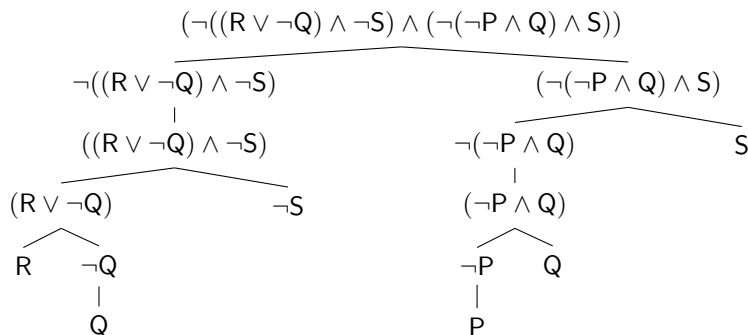 (¬((R ∨ ¬Q) ∧ ¬S) ∧ (¬(¬P ∧ Q) ∧ S))
¬((R ∨ ¬Q) ∧ ¬S) (¬(¬P ∧ Q) ∧ S)
((R ∨ ¬Q) ∧ ¬S) ¬(¬P ∧ Q) S
(R ∨ ¬Q) ¬S (¬P ∧ Q)
R ¬Q ¬P Q
Q P